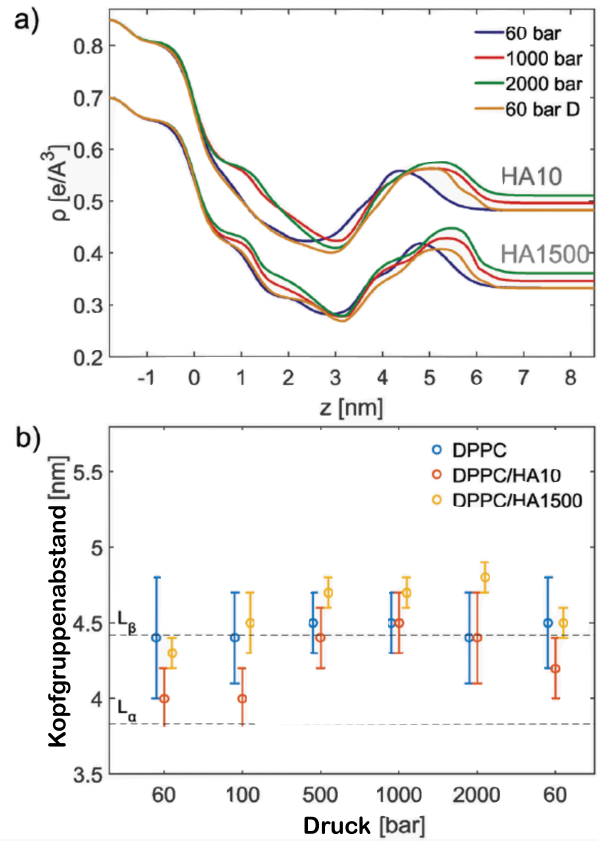 a)
ρ [e/A³]
0.8
0.7
0.6
0.5
0.4
0.3
0.2
60 bar
1000 bar
2000 bar
60 bar D
HA10
HA1500
-1 0 1 2 3 4 5 6 7 8
z [nm]
b)
Kopfgruppenabstand [nm]
5.5
5
4.5
4
3.5
DPPC
DPPC/HA10
DPPC/HA1500
Lβ
Lα
60 100 500 1000 2000 60
Druck [bar]